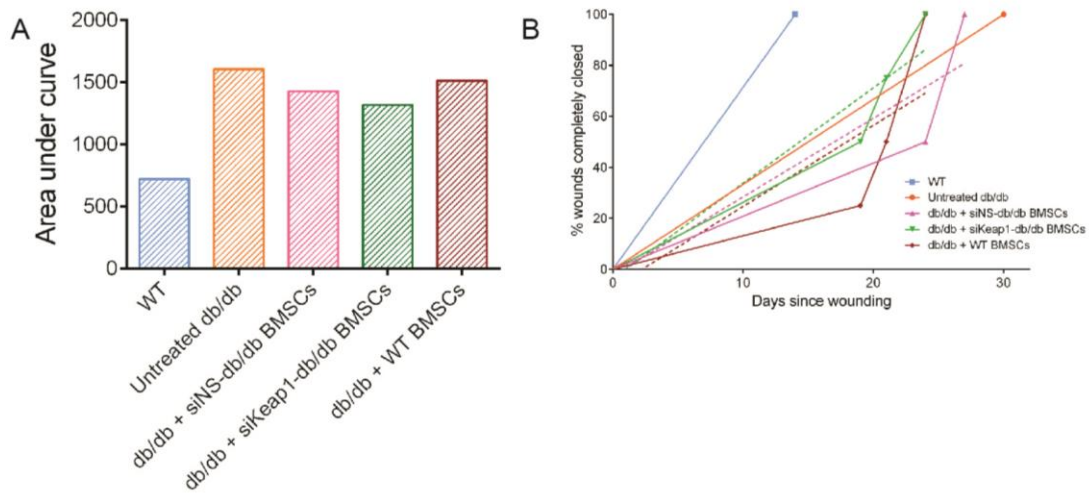 A
Area under curve
2000
1500
1000
500
0
WT
Untreated db/db
db/db + siNS-db/db BMSCs
db/db + siKeap1-db/db BMSCs
db/db + WT BMSCs
B
% wounds completely closed
100
80
60
40
20
0
0 10 20 30
Days since wounding
WT
Untreated db/db
db/db + siNS-db/db BMSCs
db/db + siKeap1-db/db BMSCs
db/db + WT BMSCs